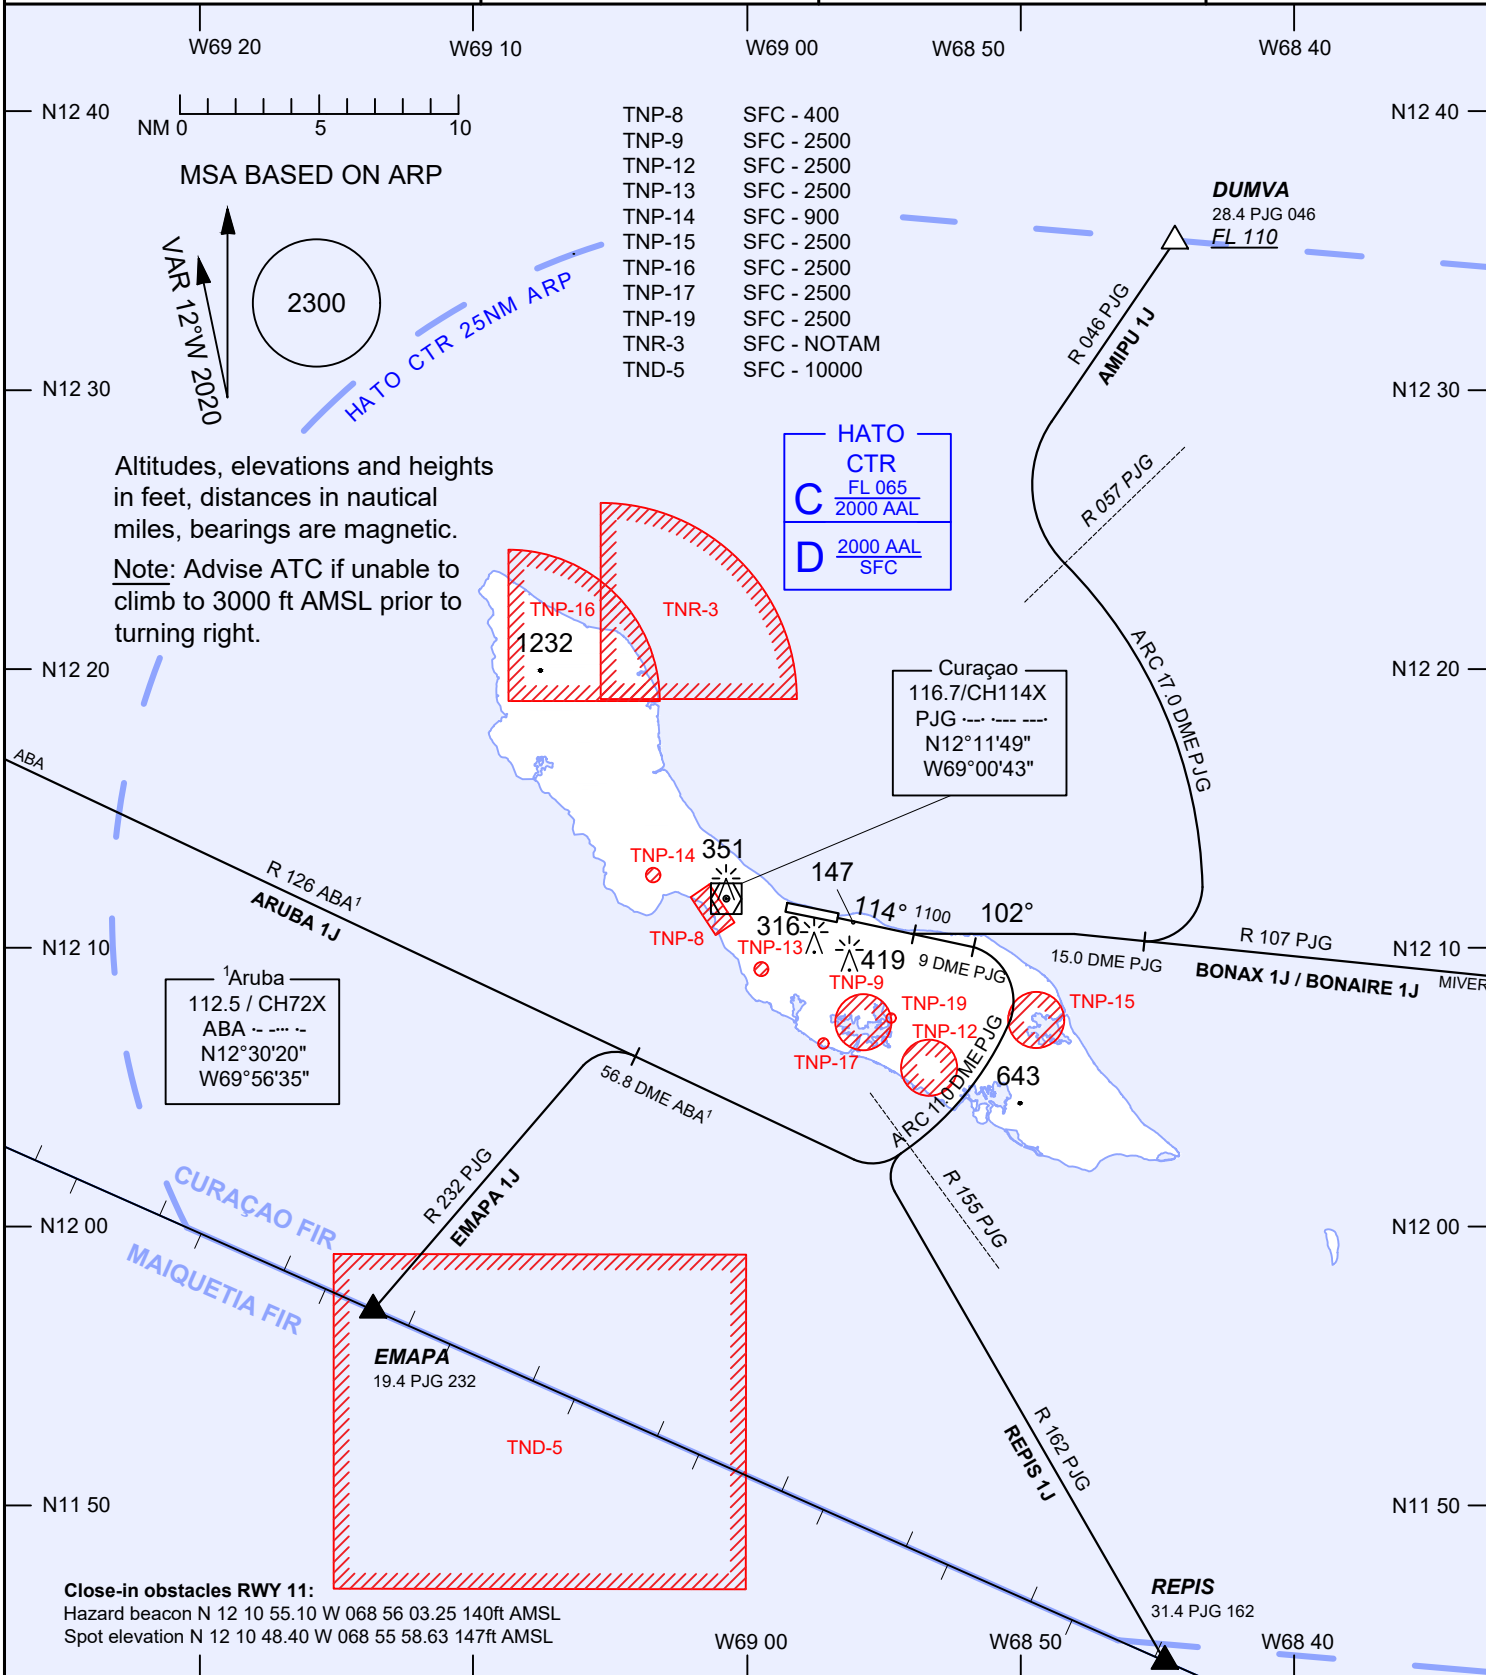 W69 20
W69 10
W69 00
W68 50
W68 40
N12 40
N12 40
NM 0 5 10
MSA BASED ON ARP
VAR 12°W 2020
2300
HATO CTR 25NM ARP
TNP-8 SFC - 400
TNP-9 SFC - 2500
TNP-12 SFC - 2500
TNP-13 SFC - 2500
TNP-14 SFC - 900
TNP-15 SFC - 2500
TNP-16 SFC - 2500
TNP-17 SFC - 2500
TNP-19 SFC - 2500
TNR-3 SFC - NOTAM
TND-5 SFC - 10000
DUMVA
28.4 PJG 046
FL 110
R 046 PJG
AMIPU 1J
N12 30
N12 30
Altitudes, elevations and heights
in feet, distances in nautical
miles, bearings are magnetic.
Note: Advise ATC if unable to
climb to 3000 ft AMSL prior to
turning right.
HATO
CTR
C FL 065
2000 AAL
D 2000 AAL
SFC
R 057 PJG
TNP-16
TNR-3
1232
ARC 17.0 DME PJG
N12 20
N12 20
Curaçao
116.7/CH114X
PJG ·--· ·--- --·
N12°11'49"
W69°00'43"
ABA
R 126 ABA¹
ARUBA 1J
TNP-14
351
147
TNP-8
316
114°
1100
102°
TNP-13
419
9 DME PJG
15.0 DME PJG
R 107 PJG
BONAX 1J / BONAIRE 1J
MIVER
N12 10
N12 10
¹Aruba
112.5 / CH72X
ABA ·- -··· ·-
N12°30'20"
W69°56'35"
TNP-9
TNP-19
TNP-12
TNP-15
TNP-17
643
ARC 11.0 DME PJG
56.8 DME ABA¹
R 155 PJG
R 232 PJG
EMAPA 1J
N12 00
N12 00
CURAÇAO FIR
MAIQUETIA FIR
EMAPA
19.4 PJG 232
TND-5
R 162 PJG
REPIS 1J
N11 50
N11 50
REPIS
31.4 PJG 162
Close-in obstacles RWY 11:
Hazard beacon N 12 10 55.10 W 068 56 03.25 140ft AMSL
Spot elevation N 12 10 48.40 W 068 55 58.63 147ft AMSL
W69 00
W68 50
W68 40